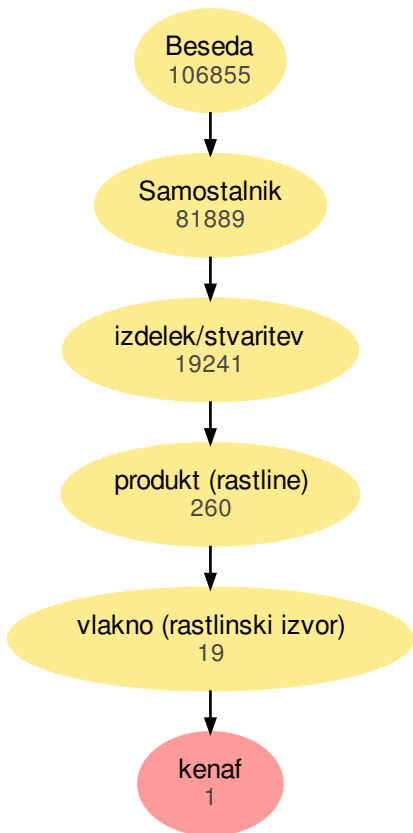 Beseda
106855
Samostalnik
81889
izdelek/stvaritev
19241
produkt (rastline)
260
vlakno (rastlinski izvor)
19
kenaf
1